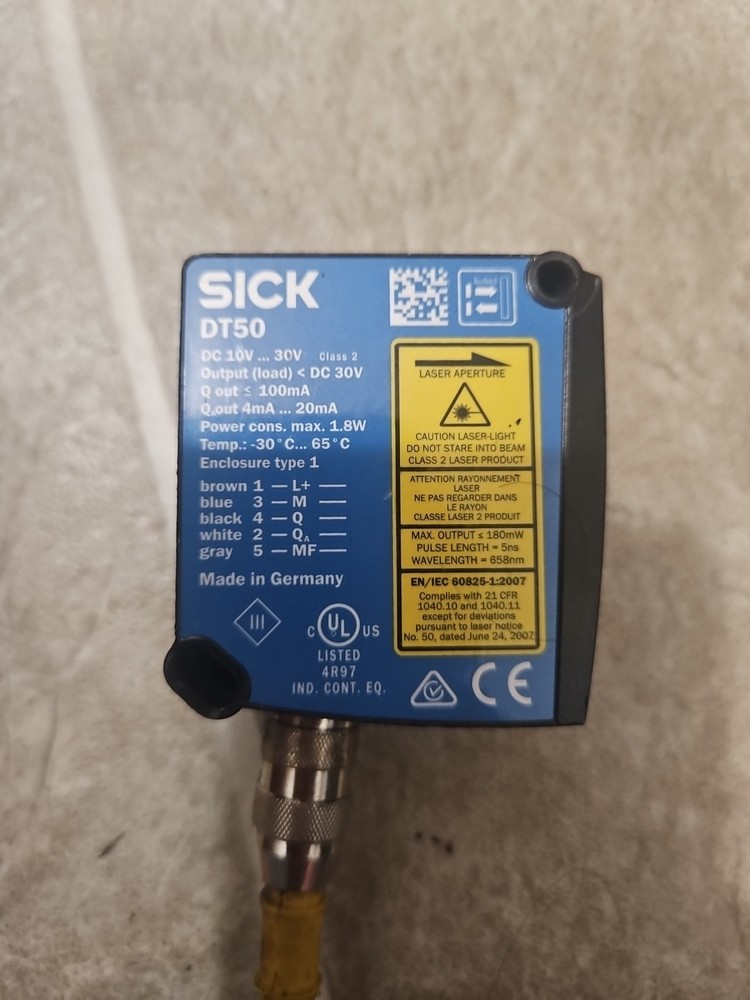 SICK
DT50
DC 10V ... 30V Class 2
Output (load) < DC 30V
Q out ≤ 100mA
QA out 4mA ... 20mA
Power cons. max. 1.8W
Temp.: -30°C... 65°C
Enclosure type 1
brown 1 — L+ —
blue 3 — M —
black 4 — Q —
white 2 — QA —
gray 5 — MF —
Made in Germany
III
C UL US
LISTED
4R97
IND. CONT. EQ.
LASER APERTURE
CAUTION LASER-LIGHT
DO NOT STARE INTO BEAM
CLASS 2 LASER PRODUCT
ATTENTION RAYONNEMENT
LASER
NE PAS REGARDER DANS
LE RAYON
CLASSE LASER 2 PRODUIT
MAX. OUTPUT ≤ 180mW
PULSE LENGTH = 5ns
WAVELENGTH = 658nm
EN/IEC 60825-1:2007
Complies with 21 CFR
1040.10 and 1040.11
except for deviations
pursuant to laser notice
No. 50, dated June 24, 2007
CE